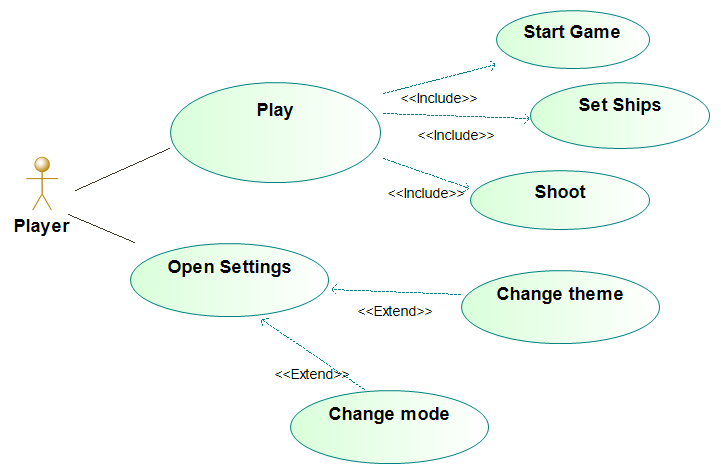 Start Game
<<Include>>
Play
Set Ships
<<Include>>
Shoot
<<Include>>
Player
Open Settings
Change theme
<<Extend>>
<<Extend>>
Change mode